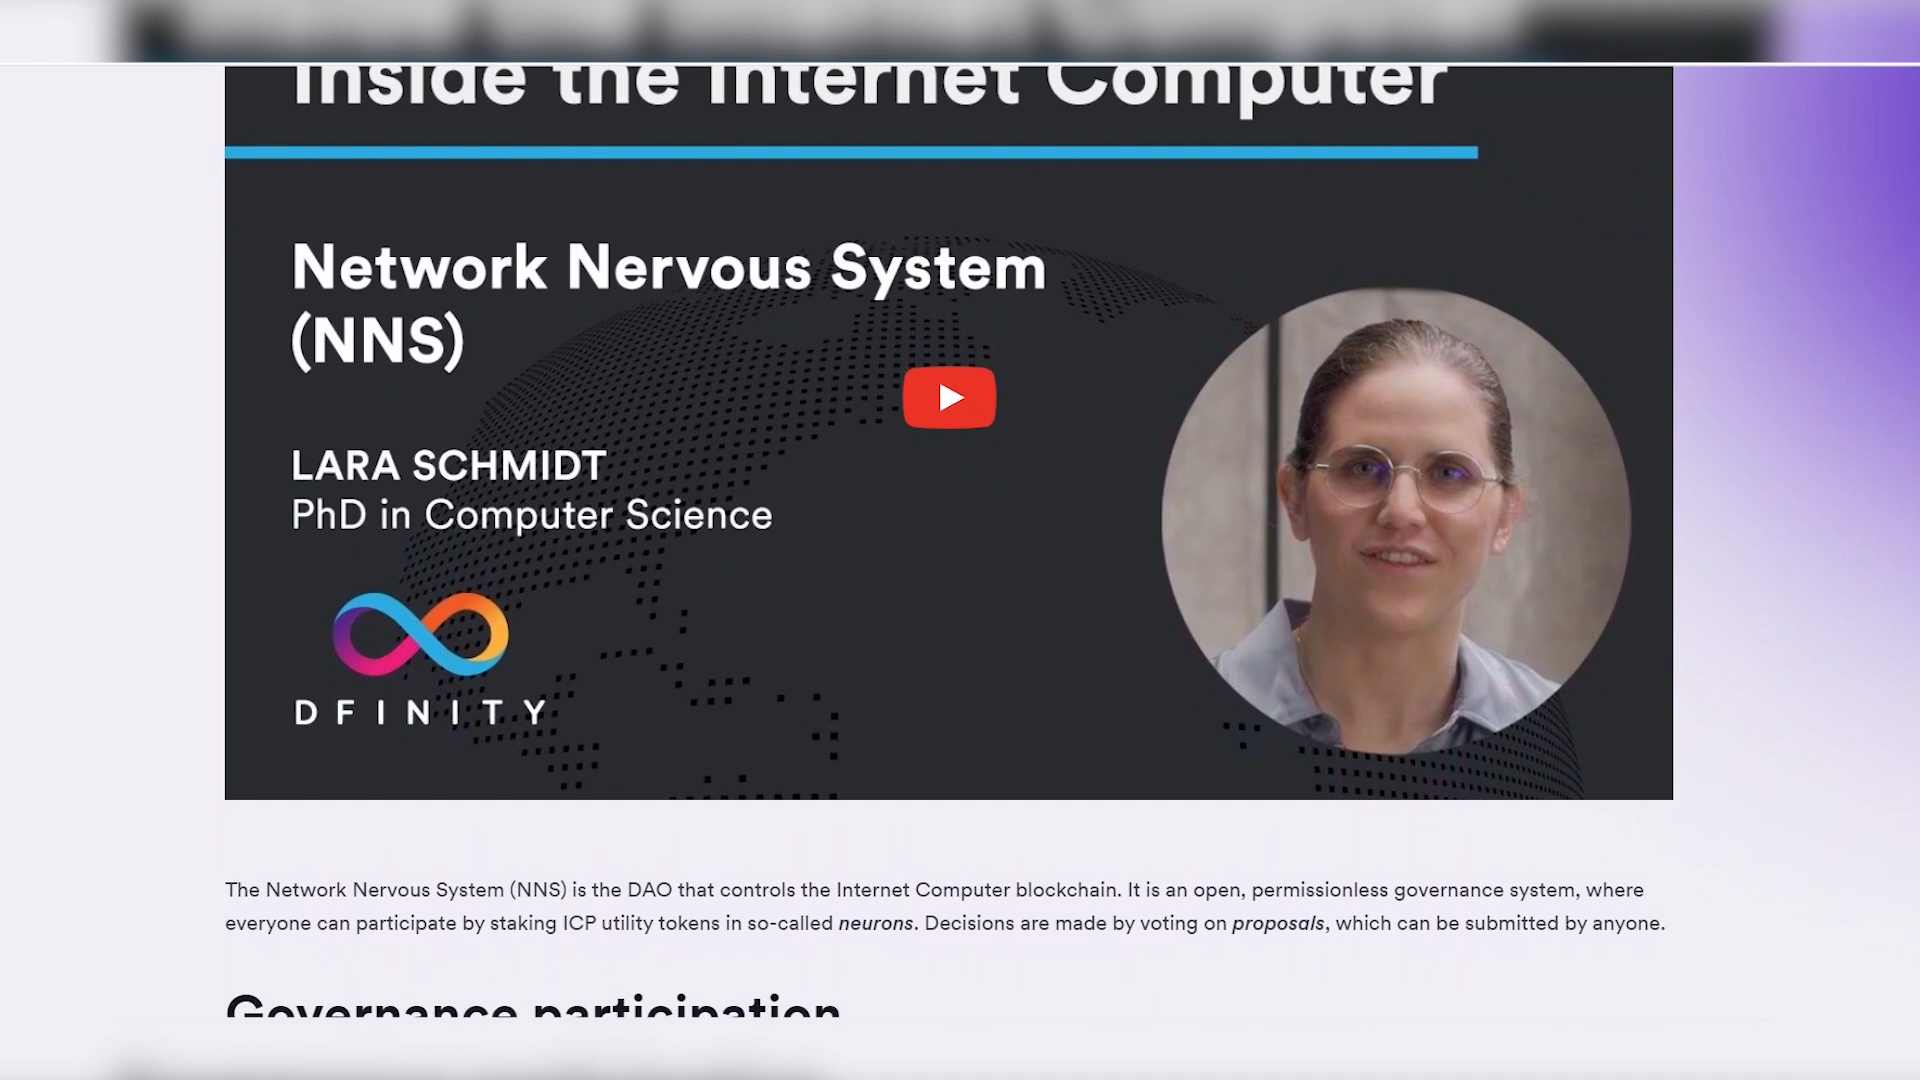 Inside the Internet Computer
Network Nervous System
(NNS)
LARA SCHMIDT
PhD in Computer Science
DFINITY
The Network Nervous System (NNS) is the DAO that controls the Internet Computer blockchain. It is an open, permissionless governance system, where
everyone can participate by staking ICP utility tokens in so-called neurons. Decisions are made by voting on proposals, which can be submitted by anyone.
Governance participation